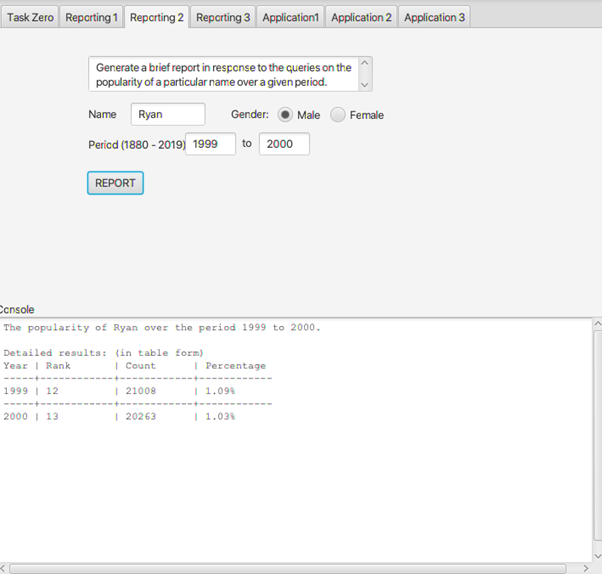 Task Zero Reporting 1 Reporting 2 Reporting 3 Application1 Application 2 Application 3
Generate a brief report in response to the queries on the
popularity of a particular name over a given period.
Name Ryan Gender: Male Female
Period (1880 - 2019) 1999 to 2000
REPORT
Console
The popularity of Ryan over the period 1999 to 2000.
Detailed results: (in table form)
Year | Rank | Count | Percentage
-----+------------+------------+------------
1999 | 12 | 21008 | 1.09%
-----+------------+------------+------------
2000 | 13 | 20263 | 1.03%